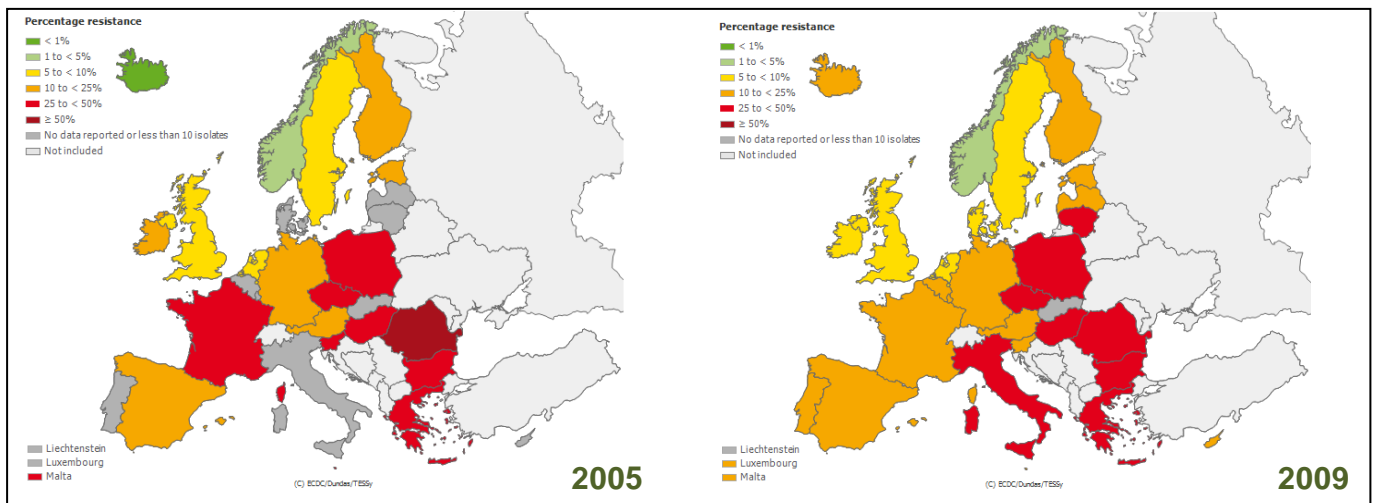 Percentage resistance
< 1%
1 to < 5%
5 to < 10%
10 to < 25%
25 to < 50%
≥ 50%
No data reported or less than 10 isolates
Not included
Liechtenstein
Luxembourg
Malta
(C) ECDC/Dundas/TESSy
2005
Percentage resistance
< 1%
1 to < 5%
5 to < 10%
10 to < 25%
25 to < 50%
≥ 50%
No data reported or less than 10 isolates
Not included
Liechtenstein
Luxembourg
Malta
(C) ECDC/Dundas/TESSy
2009